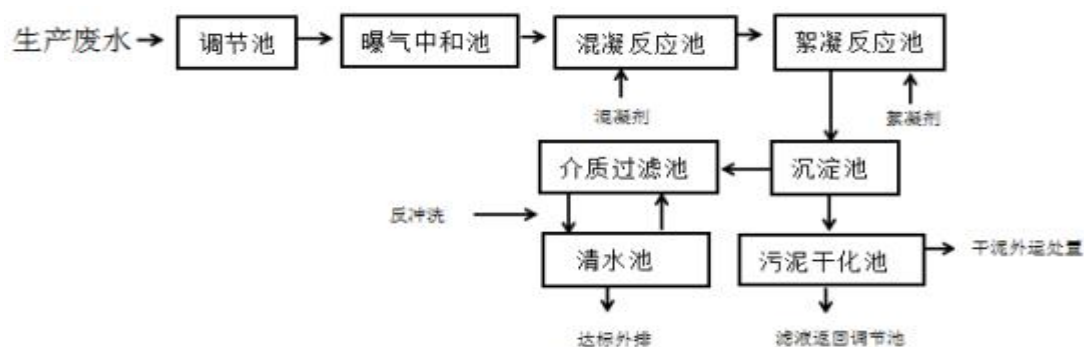 生产废水
调节池
曝气中和池
混凝反应池
絮凝反应池
混凝剂
絮凝剂
介质过滤池
沉淀池
反冲洗
清水池
污泥干化池
干泥外运处置
达标外排
滤液返回调节池